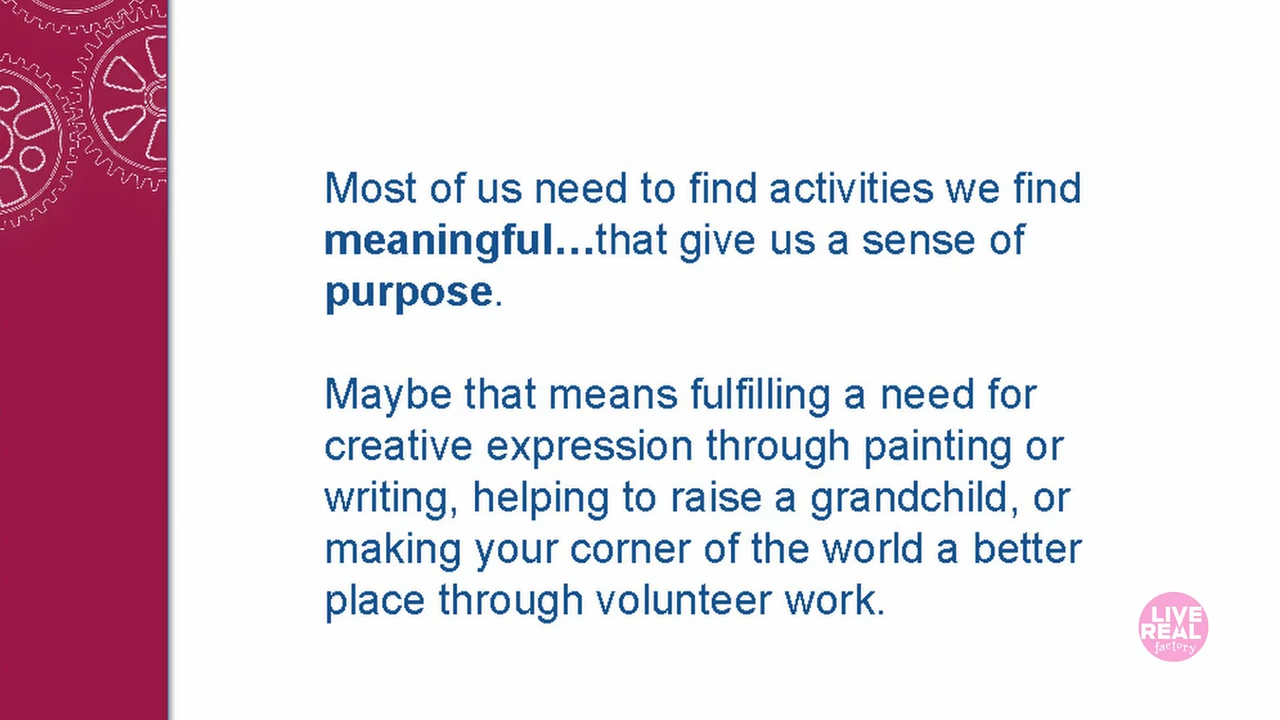 Most of us need to find activities we find
meaningful...that give us a sense of
purpose.
Maybe that means fulfilling a need for
creative expression through painting or
writing, helping to raise a grandchild, or
making your corner of the world a better
place through volunteer work.
LIVE
REAL
factory